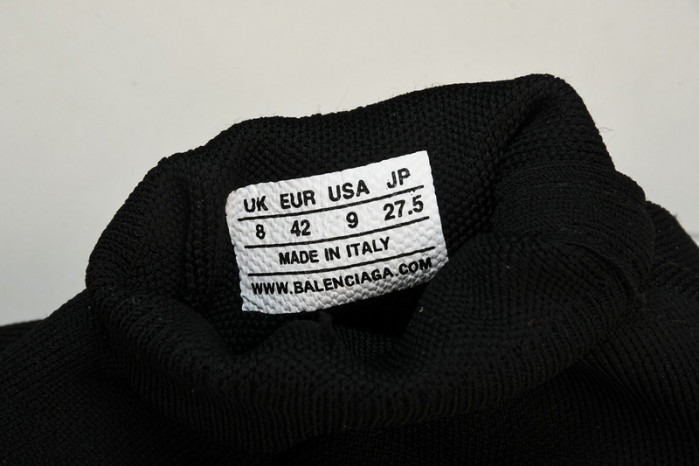 UK EUR USA JP
8 42 9 27.5
MADE IN ITALY
WWW.BALENCIAGA.COM